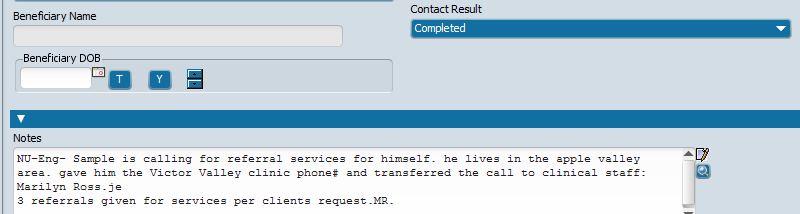 Beneficiary Name
Contact Result
Completed
Beneficiary DOB
T
Y
Notes
NU-Eng- Sample is calling for referral services for himself. he lives in the apple valley
area. gave him the Victor Valley clinic phone# and transferred the call to clinical staff:
Marilyn Ross.je
3 referrals given for services per clients request.MR.